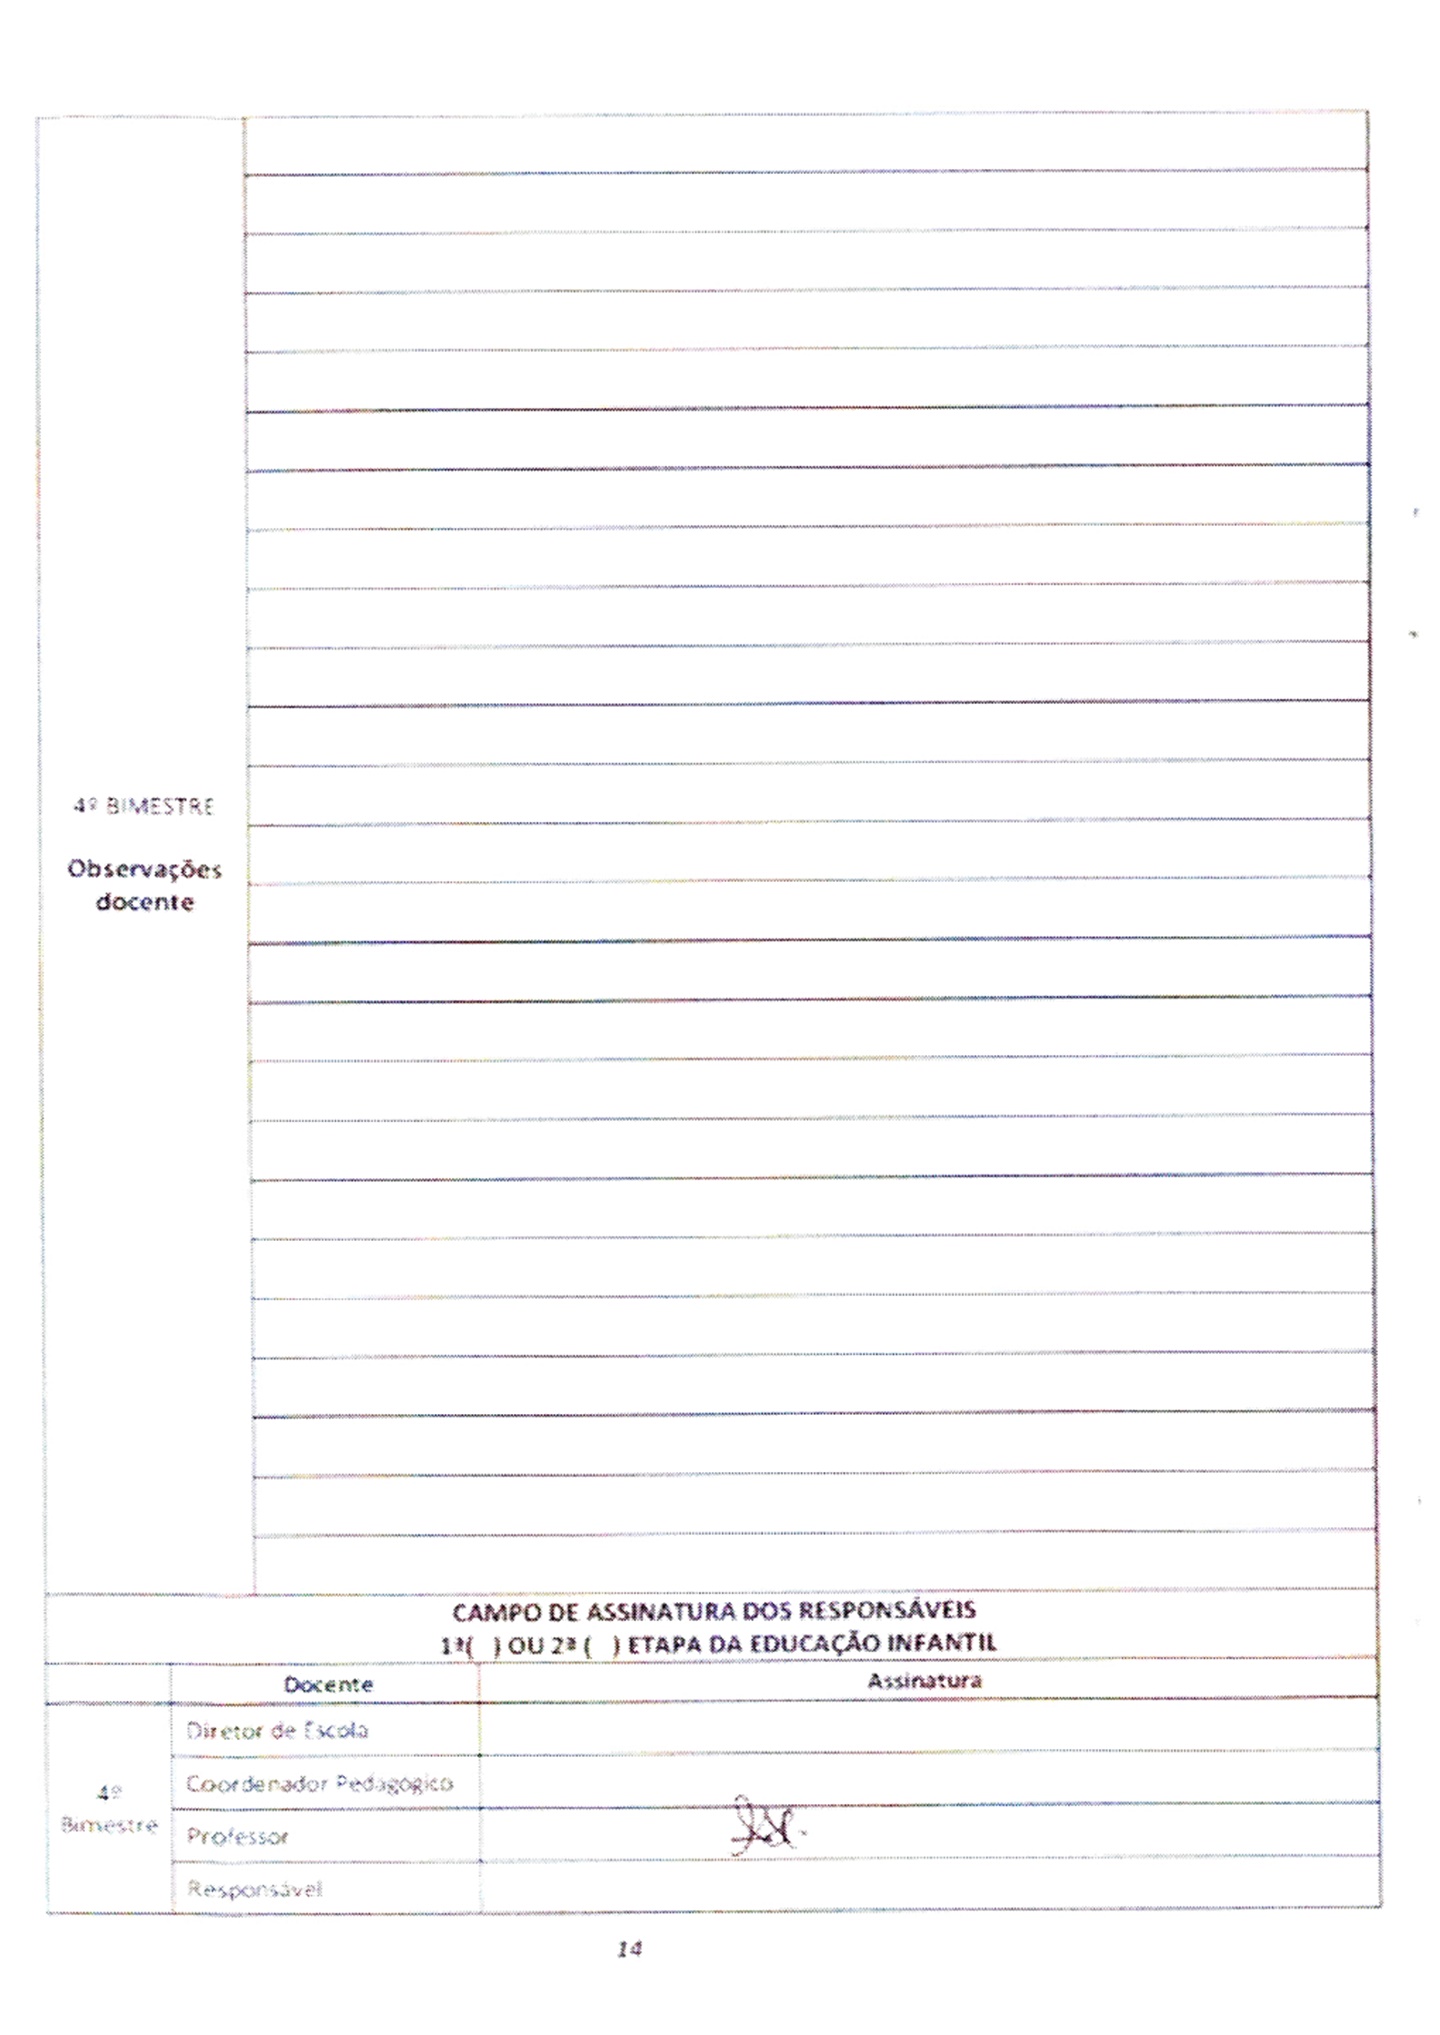 4º BIMESTRE
Observações
docente
CAMPO DE ASSINATURA DOS RESPONSÁVEIS
1ª(   ) OU 2ª (   ) ETAPA DA EDUCAÇÃO INFANTIL
Docente
Assinatura
4º
Bimestre
Diretor de Escola
Coordenador Pedagógico
Professor
Responsável
14